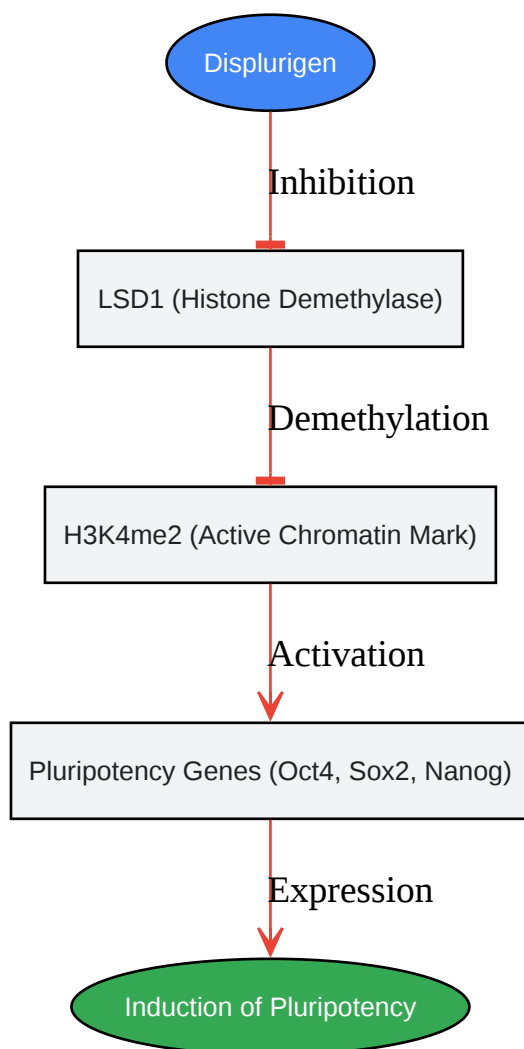 Displurigen
Inhibition
LSD1 (Histone Demethylase)
Demethylation
H3K4me2 (Active Chromatin Mark)
Activation
Pluripotency Genes (Oct4, Sox2, Nanog)
Expression
Induction of Pluripotency